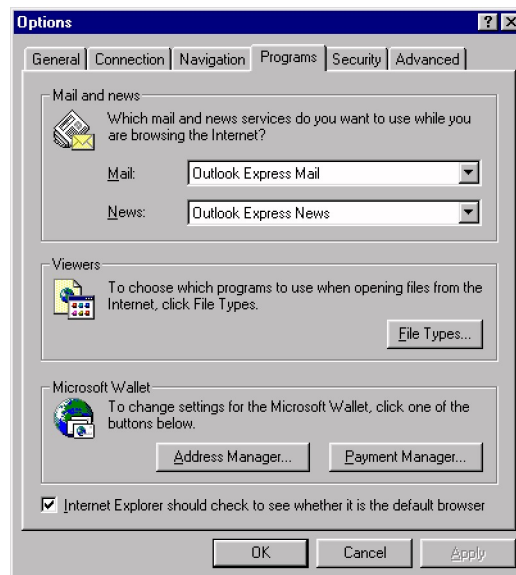 Options
General Connection Navigation Programs Security Advanced
Mail and news
Which mail and news services do you want to use while you
are browsing the Internet?
Mail: Outlook Express Mail
News: Outlook Express News
Viewers
To choose which programs to use when opening files from the
Internet, click File Types.
File Types...
Microsoft Wallet
To change settings for the Microsoft Wallet, click one of the
buttons below.
Address Manager... Payment Manager...
Internet Explorer should check to see whether it is the default browser
OK Cancel Apply